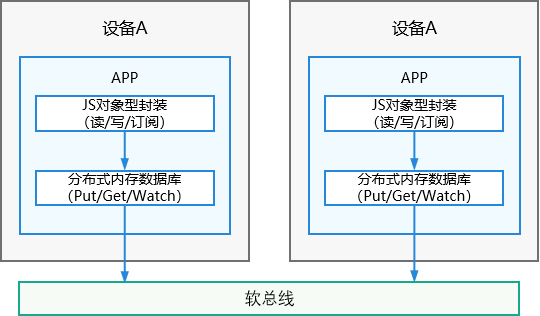 设备A
APP
JS对象型封装
（读/写/订阅）
分布式内存数据库
（Put/Get/Watch）
设备A
APP
JS对象型封装
（读/写/订阅）
分布式内存数据库
（Put/Get/Watch）
软总线